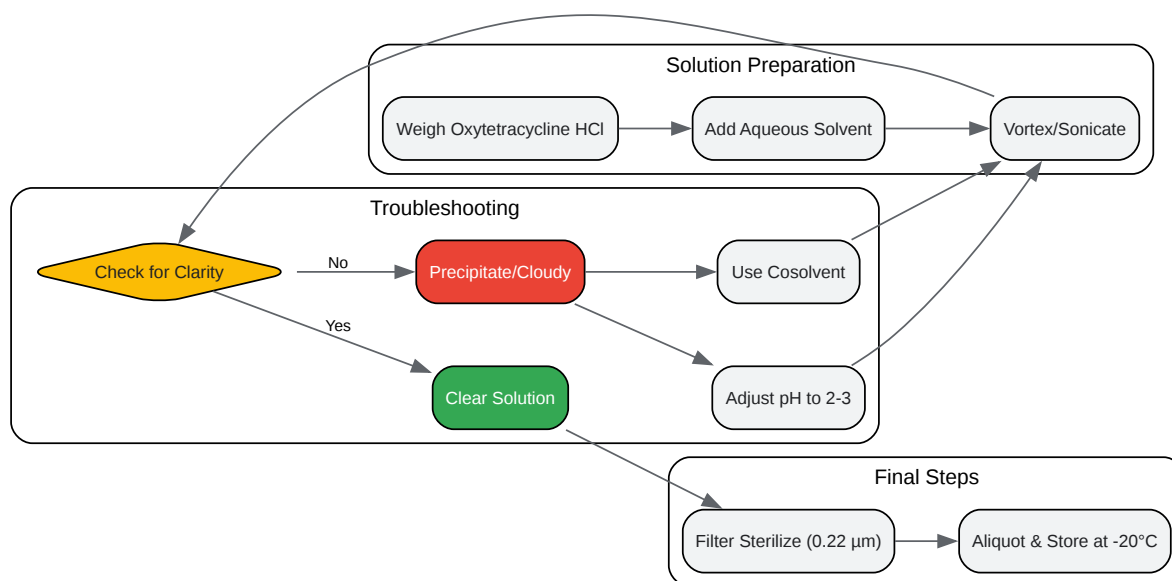 Solution Preparation
Weigh Oxytetracycline HCl
Add Aqueous Solvent
Vortex/Sonicate
Troubleshooting
Check for Clarity
No
Precipitate/Cloudy
Use Cosolvent
Yes
Clear Solution
Adjust pH to 2-3
Final Steps
Filter Sterilize (0.22 µm)
Aliquot & Store at -20°C